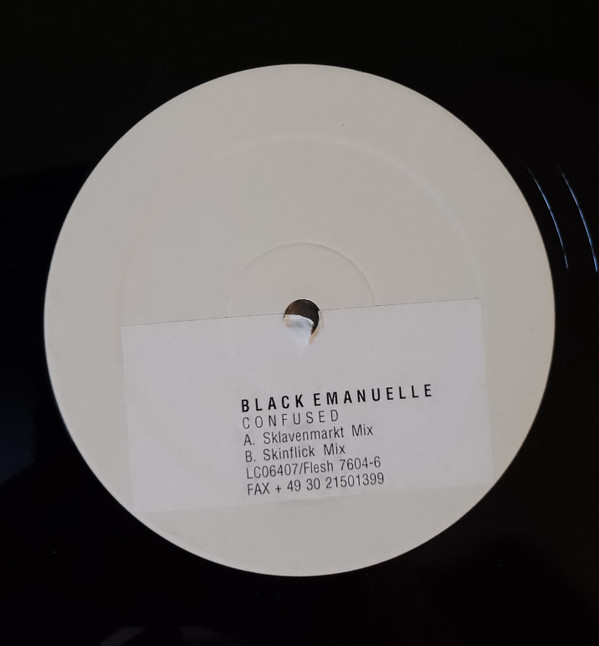 BLACK EMANUELLE
CONFUSED
A. Sklavenmarkt Mix
B. Skinflick Mix
LC06407/Flesh 7604-6
FAX + 49 30 21501399